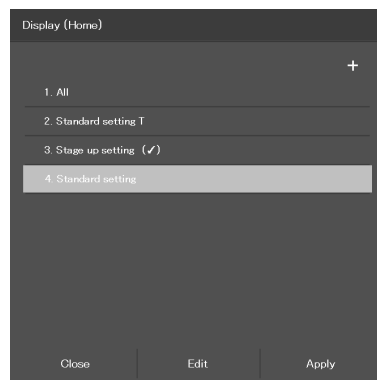 Display (Home)
+
1. All
2. Standard setting T
3. Stage up setting (✓)
4. Standard setting
Close Edit Apply